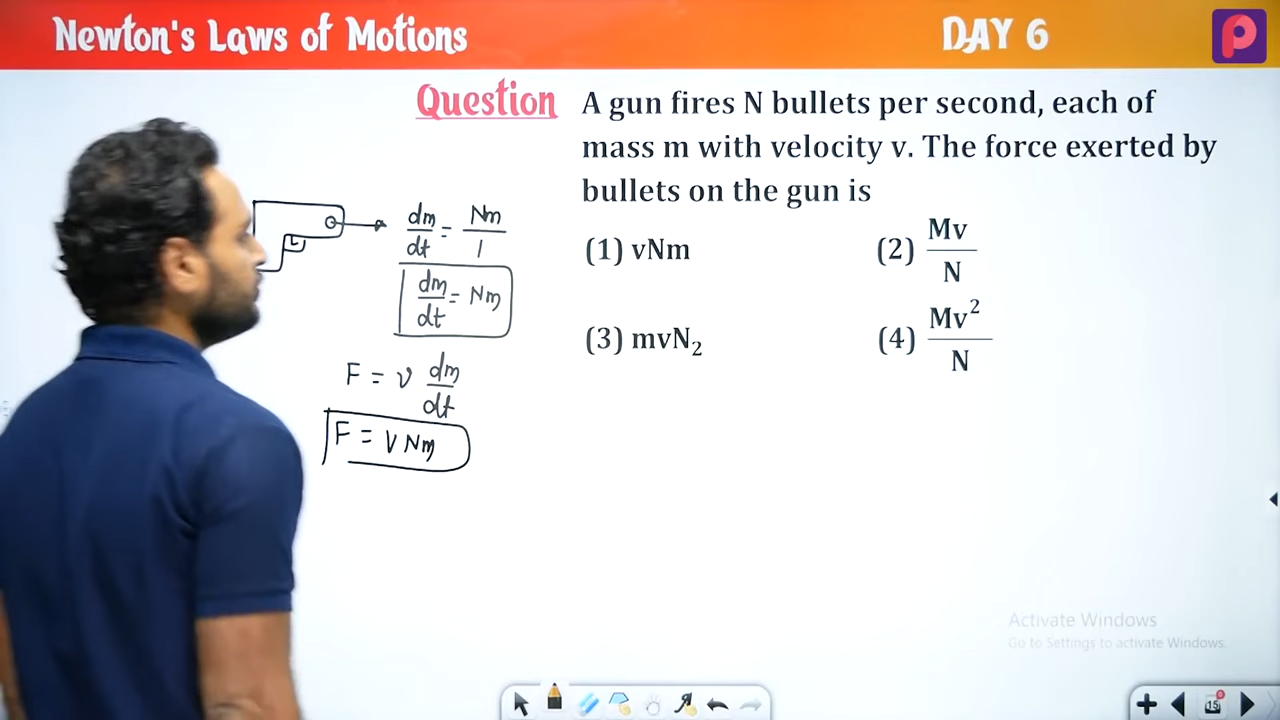 Newton's Laws of Motions
DAY 6
Question
A gun fires N bullets per second, each of
mass m with velocity v. The force exerted by
bullets on the gun is
(1) vNm
(2) Mv/N
(3) mvN₂
(4) Mv²/N
dm/dt = Nm/1
dm/dt = Nm
F = v dm/dt
F = vNm
Activate Windows
Go to Settings to activate Windows.
15